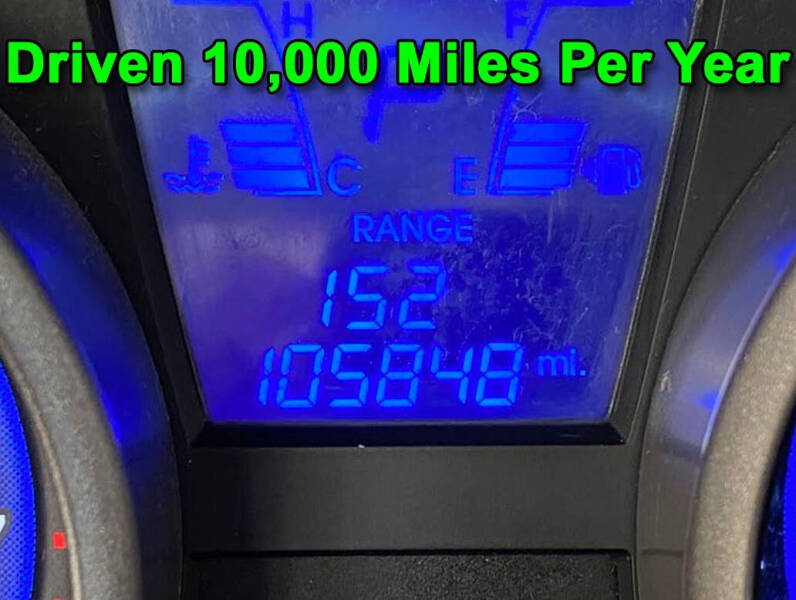 H F
Driven 10,000 Miles Per Year
P
C E
RANGE
152
105848 mi.